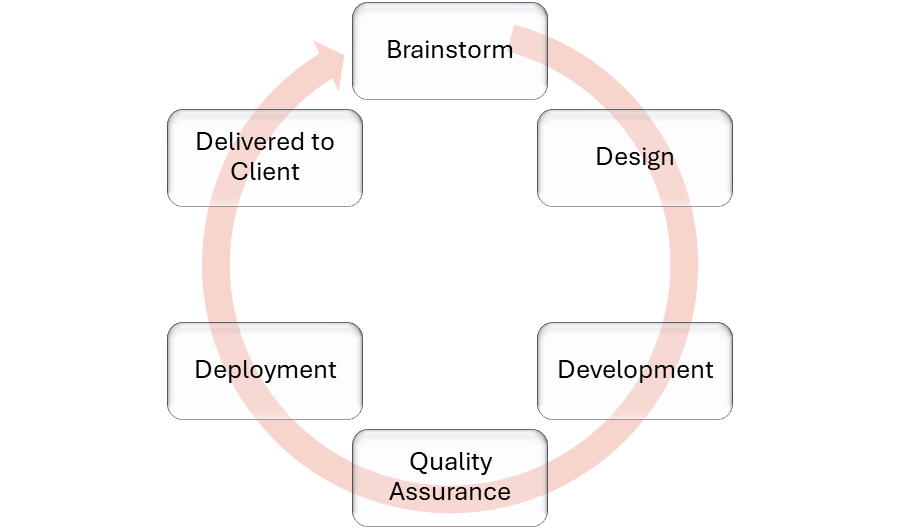 Brainstorm
Design
Development
Quality
Assurance
Deployment
Delivered to
Client